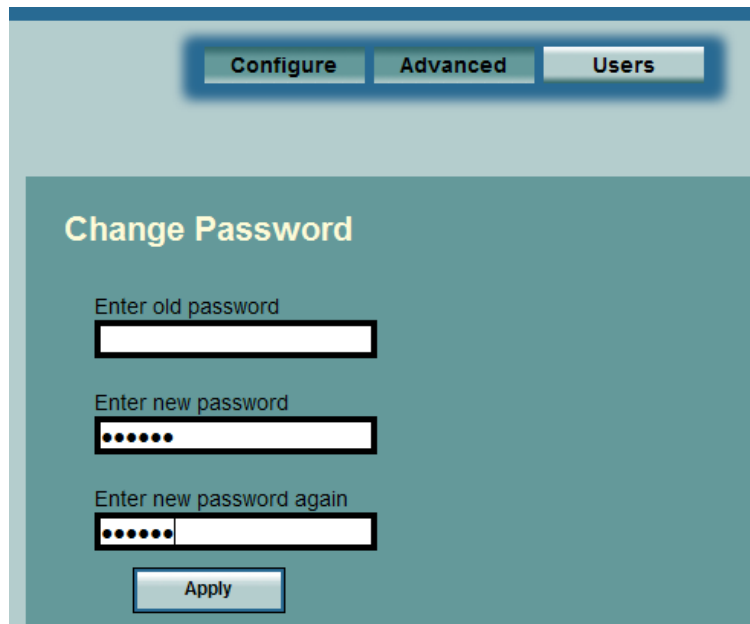 Configure Advanced Users
Change Password
Enter old password
Enter new password
●●●●●●
Enter new password again
●●●●●●
Apply